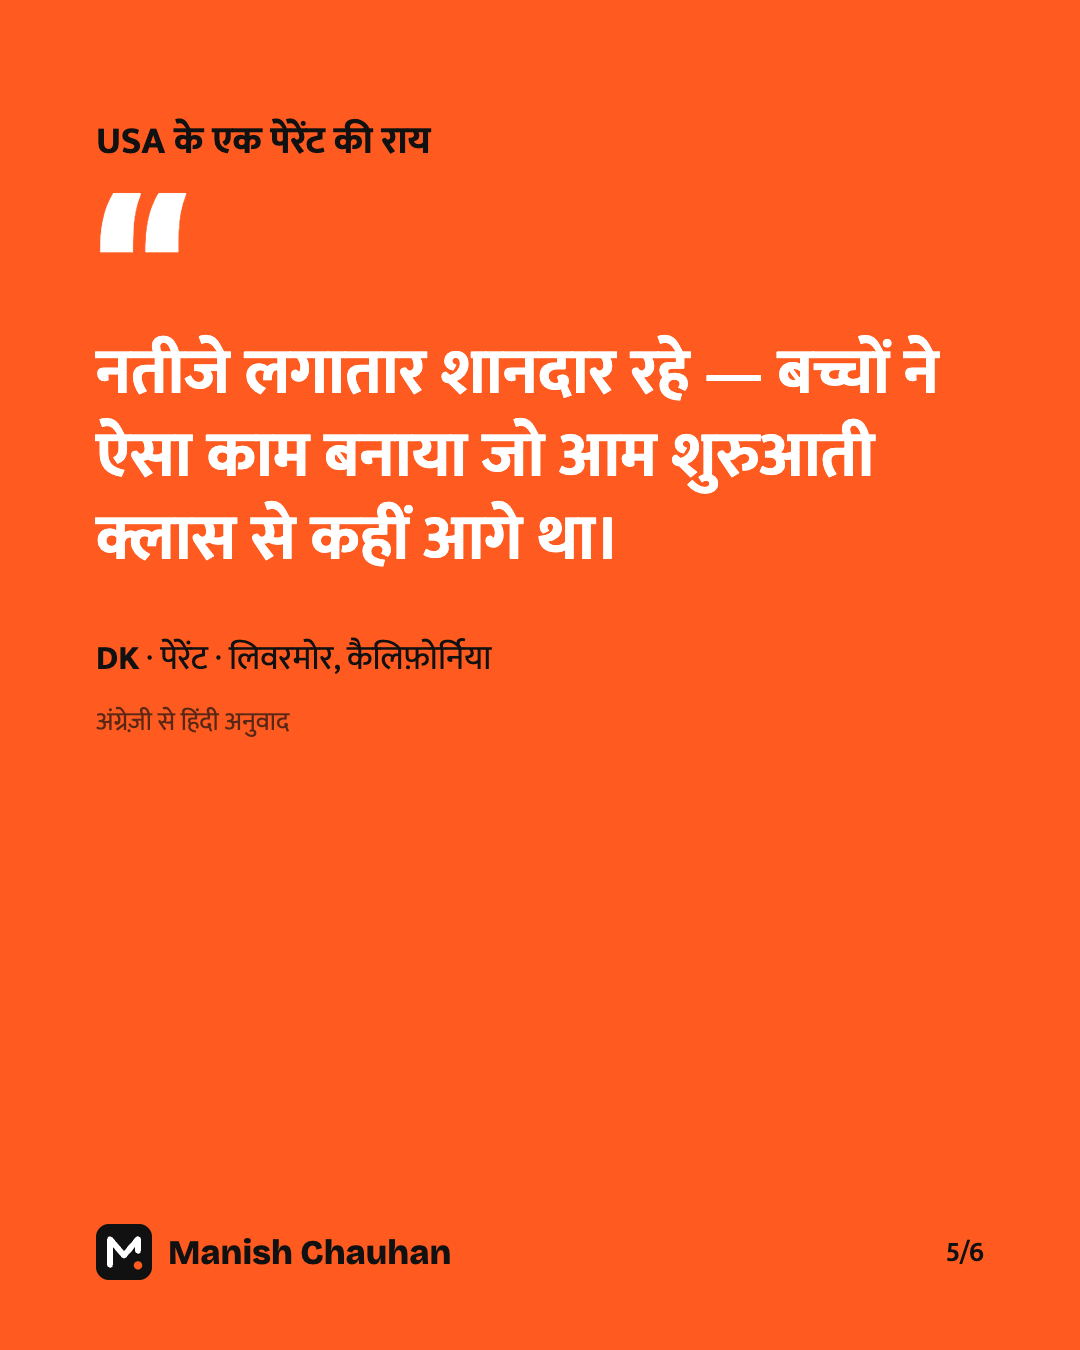 USA के एक पेरेंट की राय
“
नतीजे लगातार शानदार रहे — बच्चों ने
ऐसा काम बनाया जो आम शुरुआती
क्लास से कहीं आगे था।
DK · पेरेंट · लिवरमोर, कैलिफ़ोर्निया
अंग्रेज़ी से हिंदी अनुवाद
M. Manish Chauhan
5/6